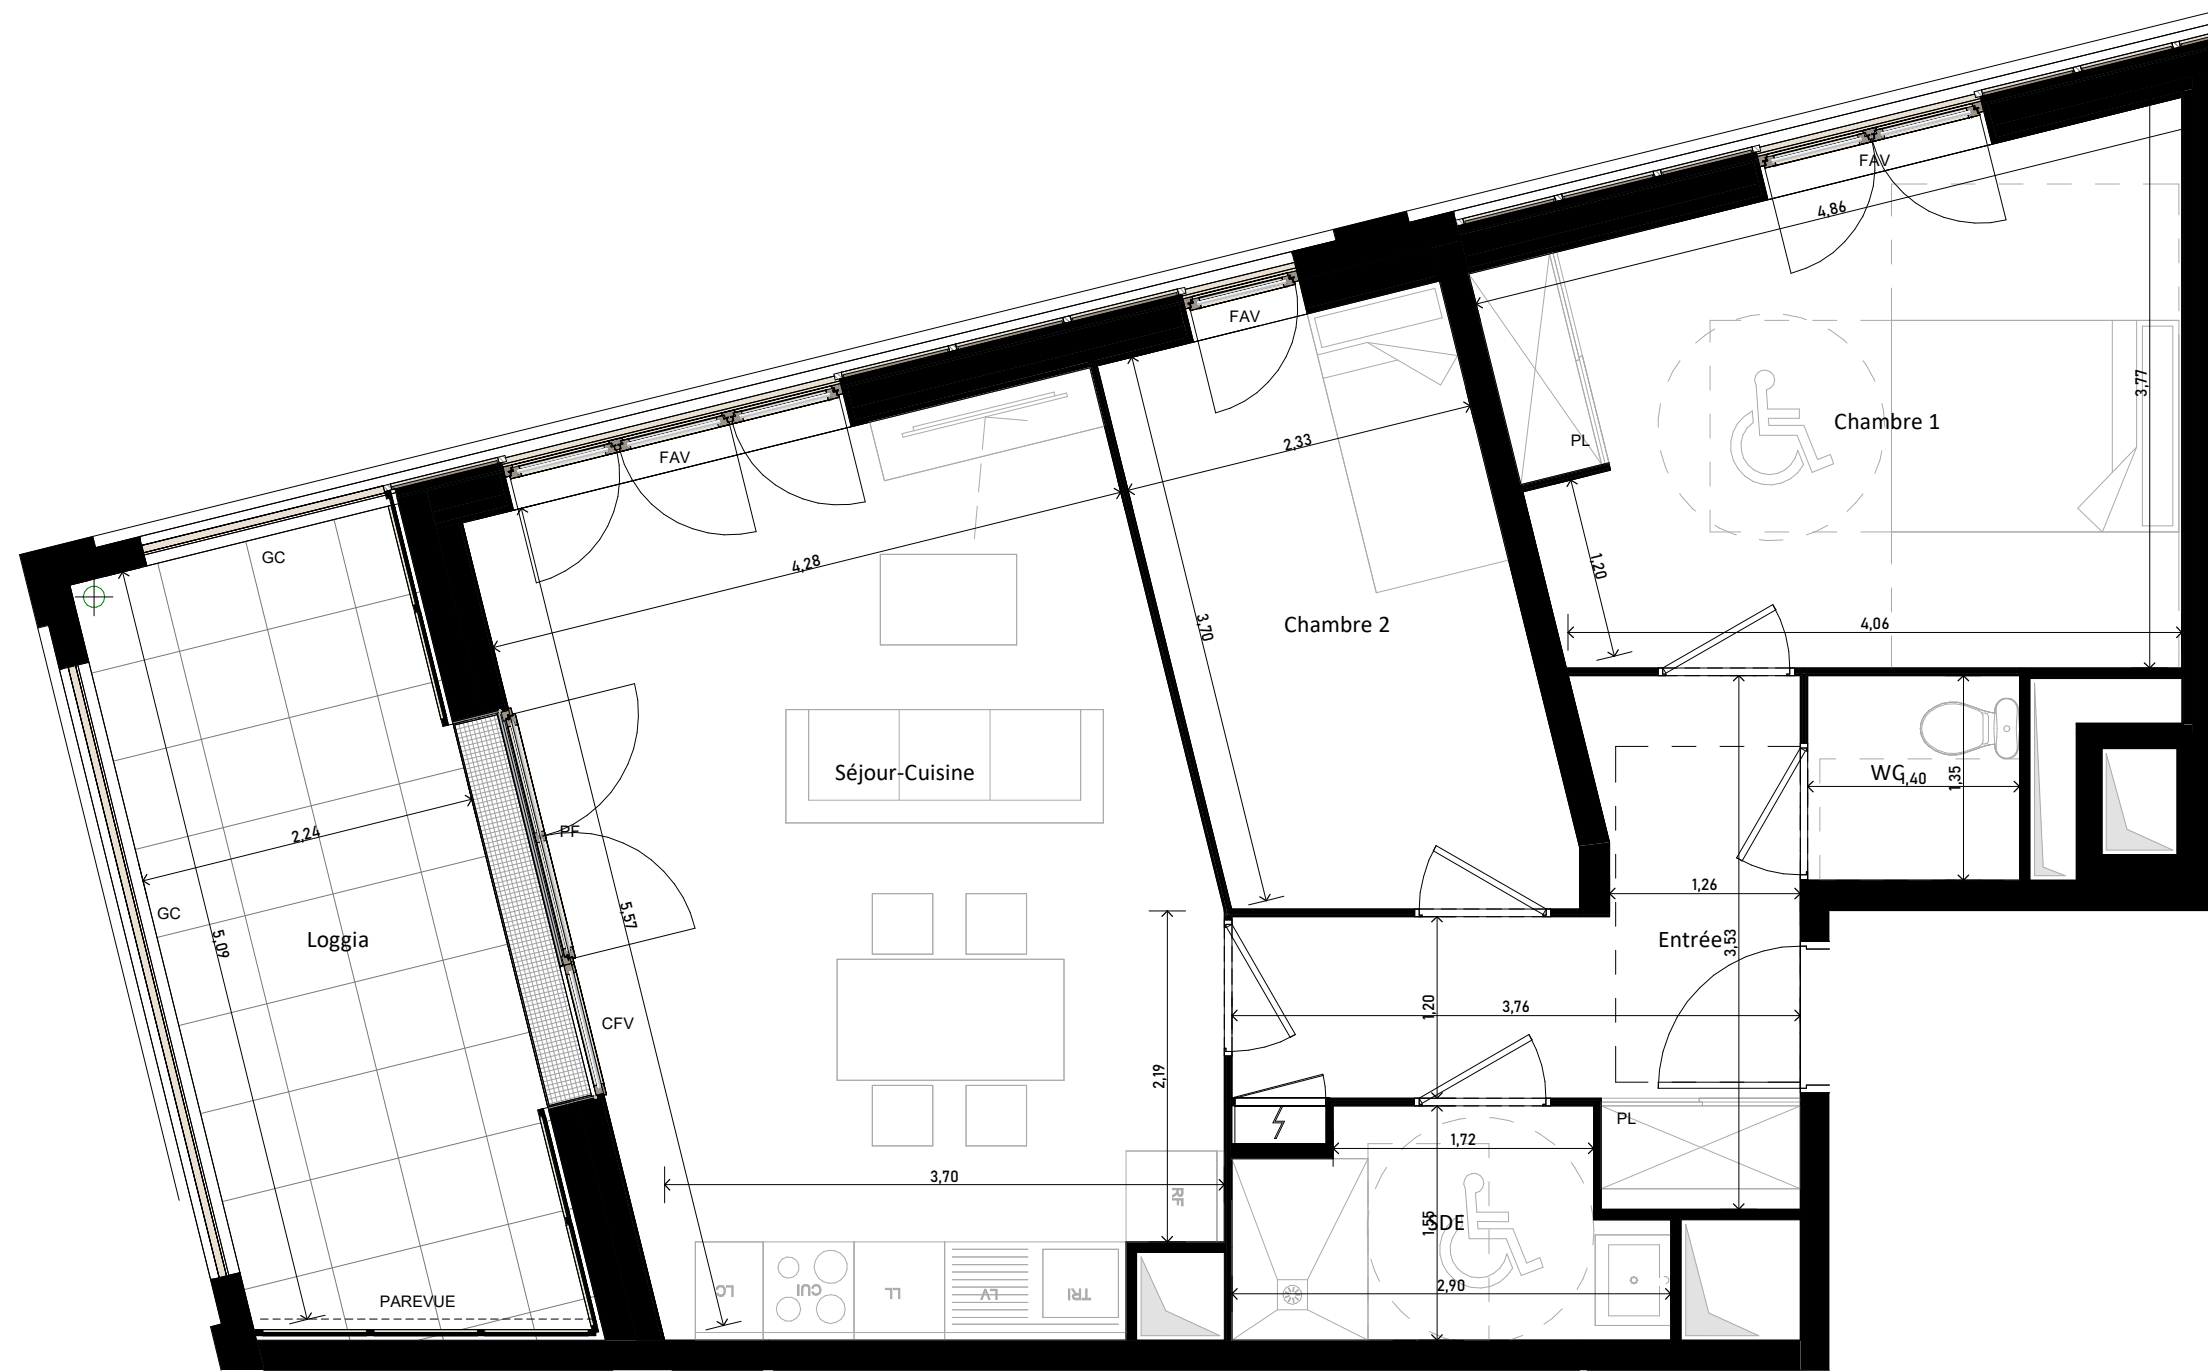 FAV
4,86
FAV
FAV
3,77
Chambre 1
PL
2,33
FAV
GC
4,28
1,20
3,70
Chambre 2
4,06
Séjour-Cuisine
WC
1,40
1,35
PF
2,24
1,26
GC
5,09
Loggia
5,57
Entrée
3,53
CFV
1,20
3,76
2,19
PL
1,72
3,70
RF
1,55
SDE
LC
CUI
LL
LV
TRI
2,90
PAREVUE